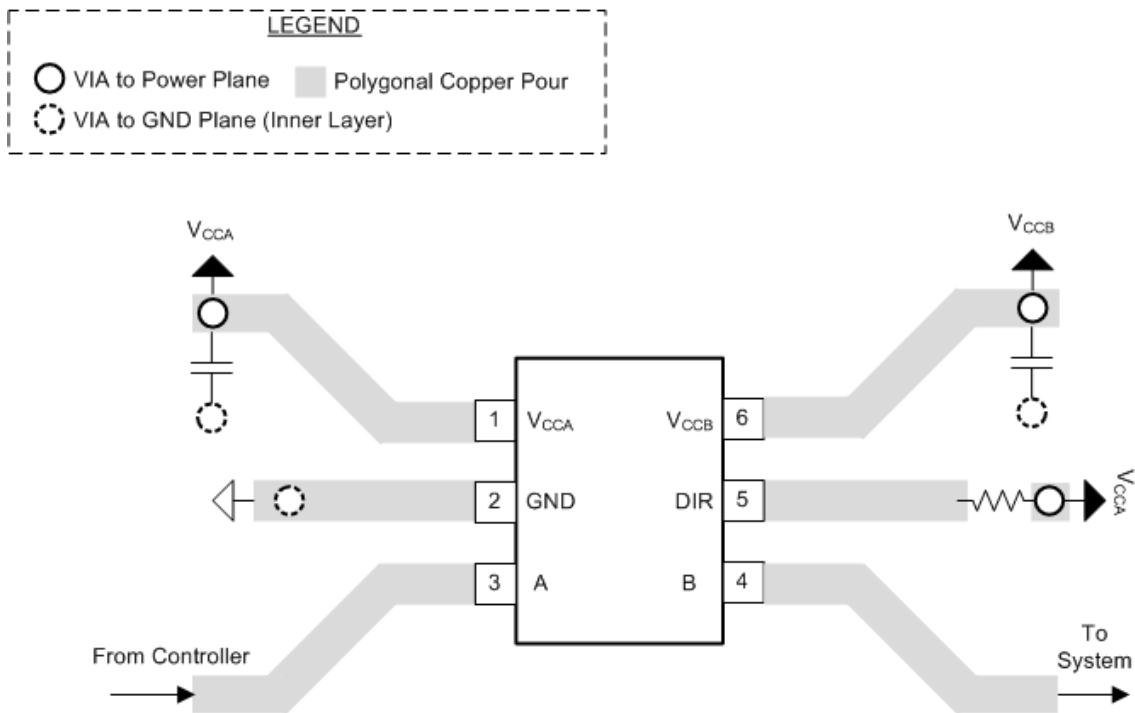 LEGEND
VIA to Power Plane Polygonal Copper Pour
VIA to GND Plane (Inner Layer)
VCCA
VCCB
1 VCCA VCCB 6
2 GND DIR 5
VCCA
3 A B 4
From Controller
To
System